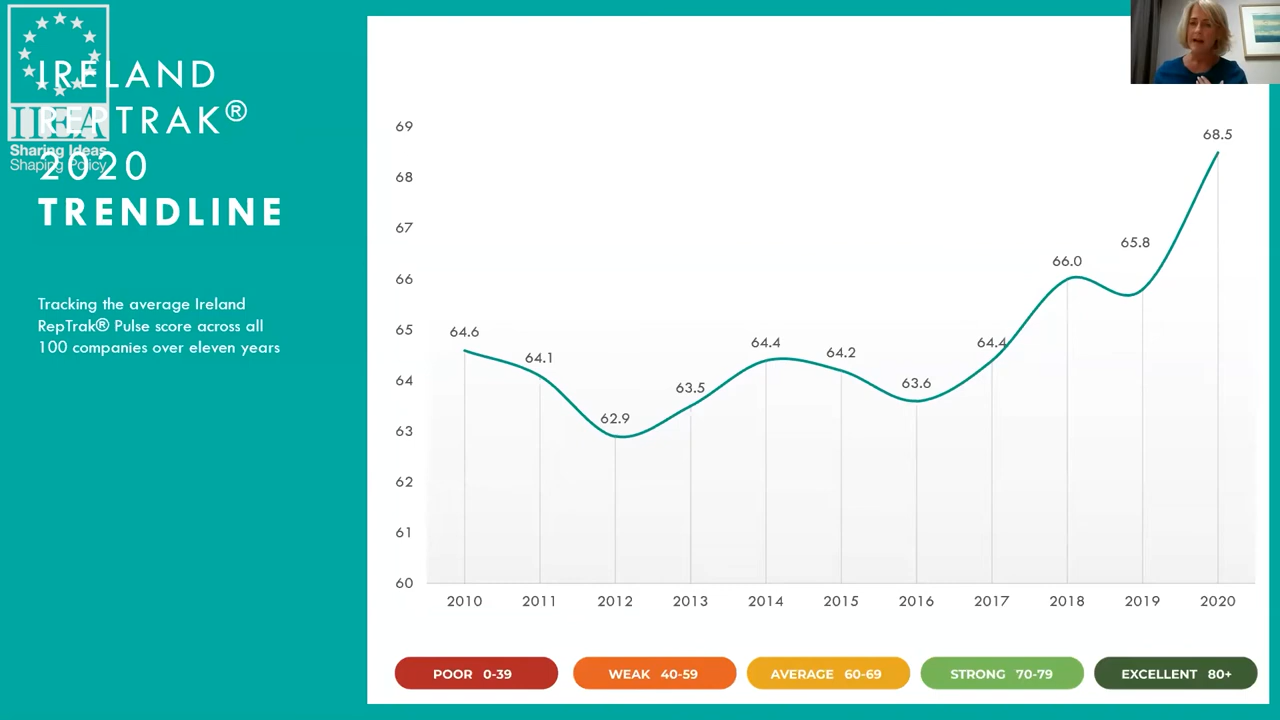 IRELAND
REPTRAK®
2020
TRENDLINE
IIEA
Sharing Ideas
Shaping Policy
Tracking the average Ireland
RepTrak® Pulse score across all
100 companies over eleven years
69
68
67
66
65
64
63
62
61
60
64.6
64.1
62.9
63.5
64.4
64.2
63.6
64.4
66.0
65.8
68.5
2010 2011 2012 2013 2014 2015 2016 2017 2018 2019 2020
POOR 0-39 WEAK 40-59 AVERAGE 60-69 STRONG 70-79 EXCELLENT 80+